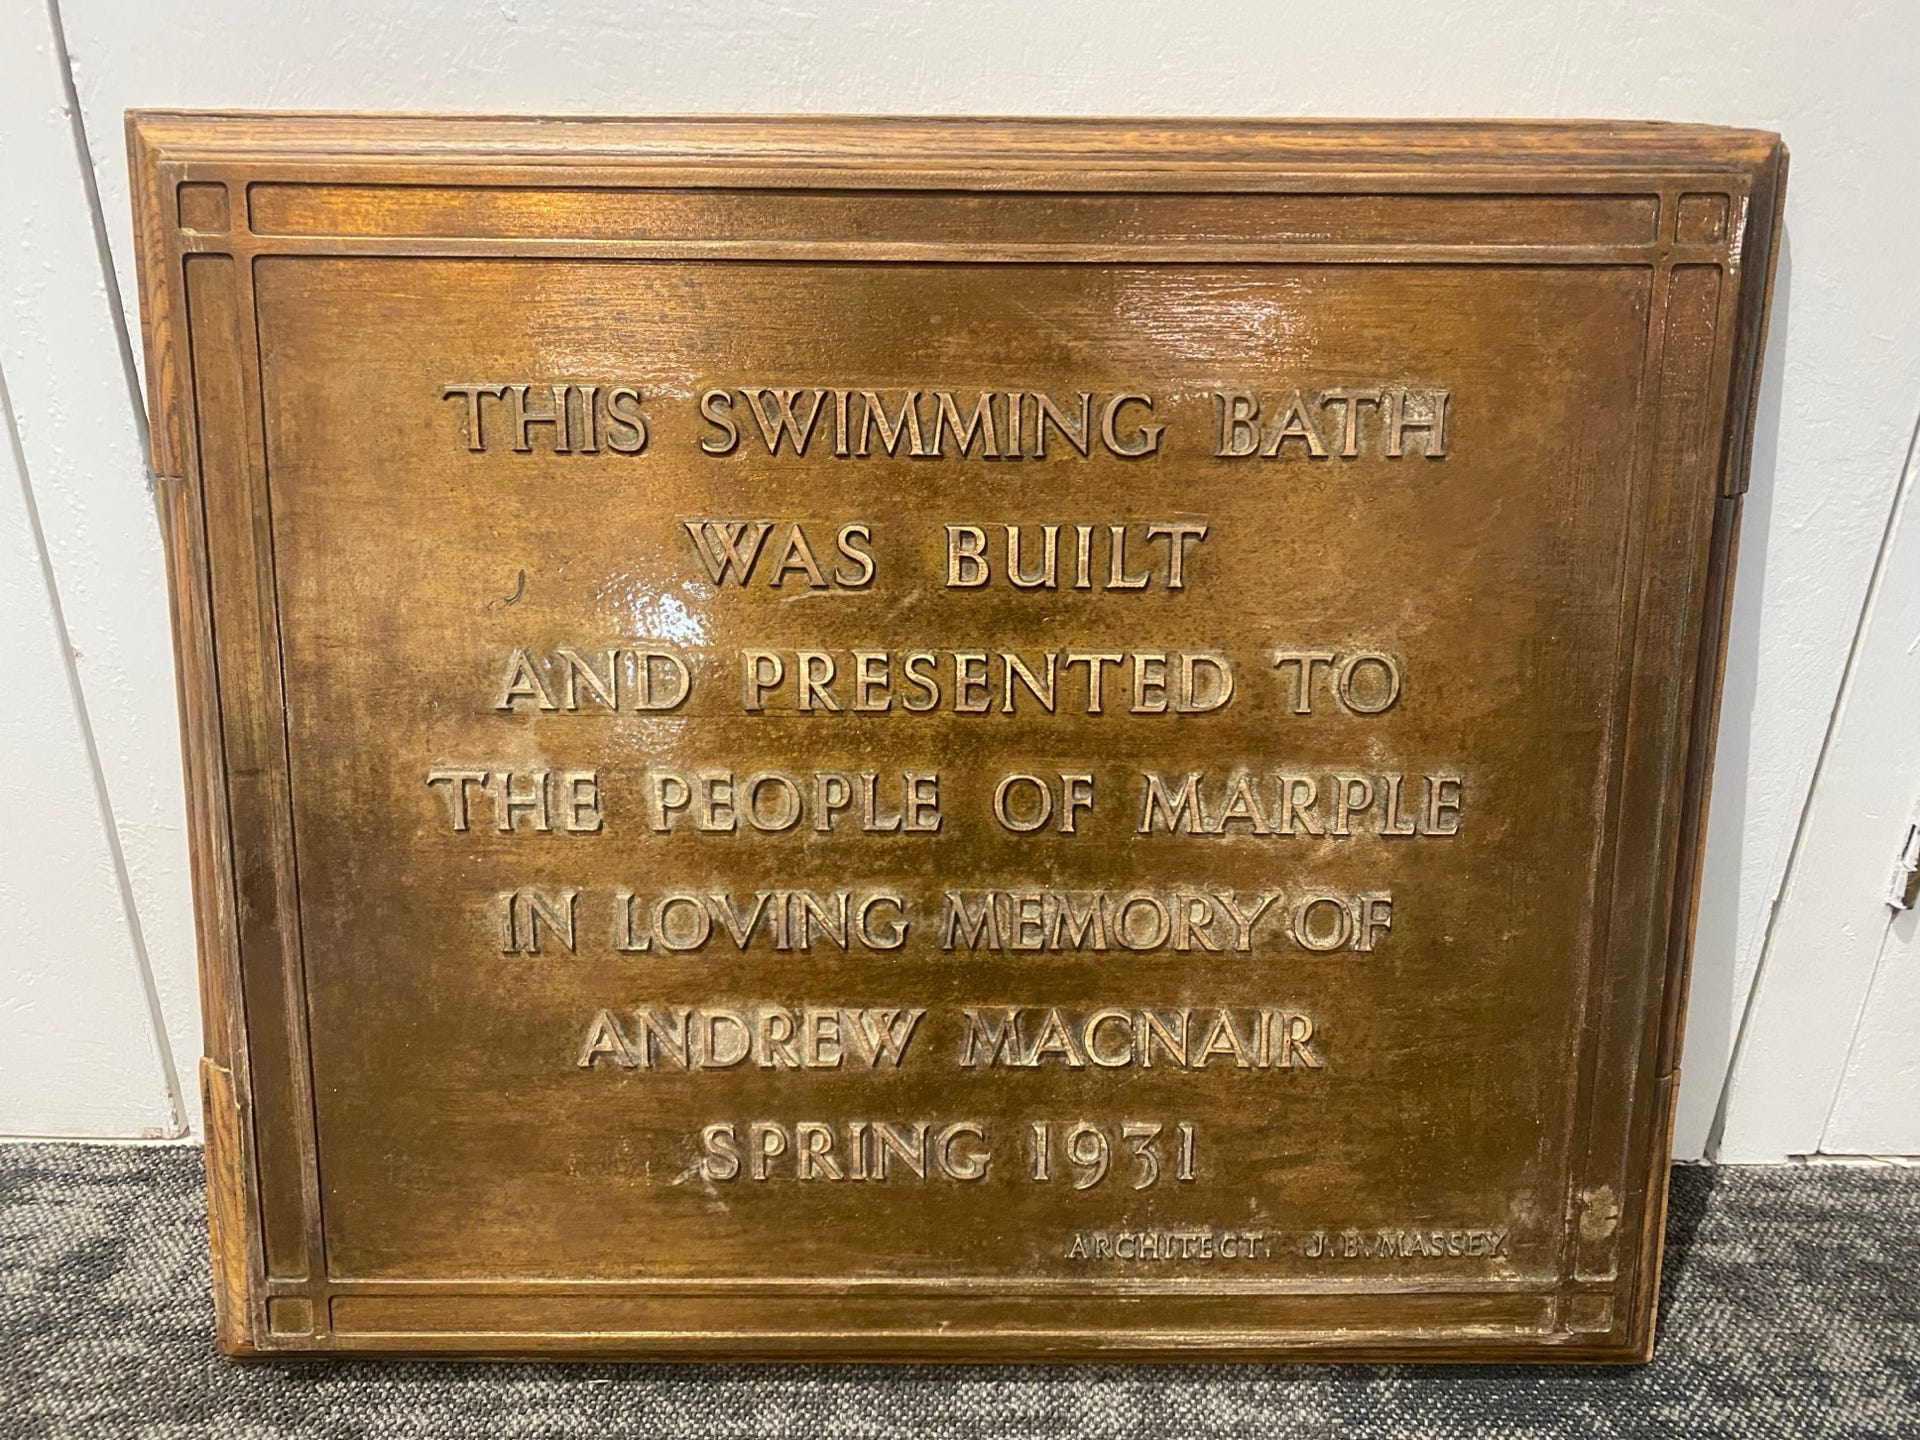 THIS SWIMMING BATH
WAS BUILT
AND PRESENTED TO
THE PEOPLE OF MARPLE
IN LOVING MEMORY OF
ANDREW MACNAIR
SPRING 1931
ARCHITECT. J. B. MASSEY.